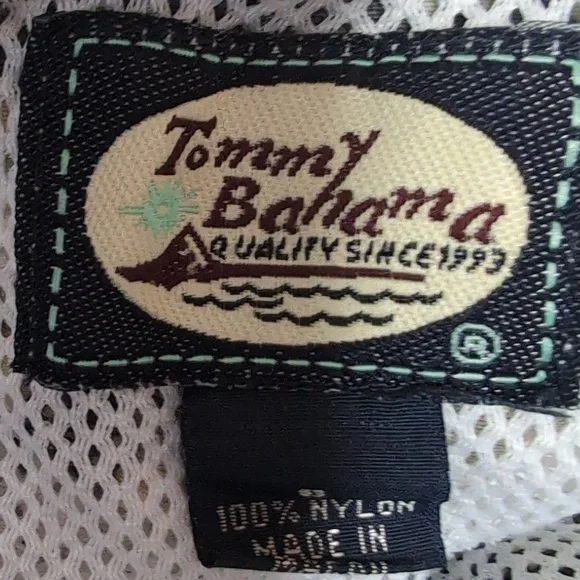 Tommy
Bahama
QUALITY SINCE 1993
®
100% NYLON
MADE IN